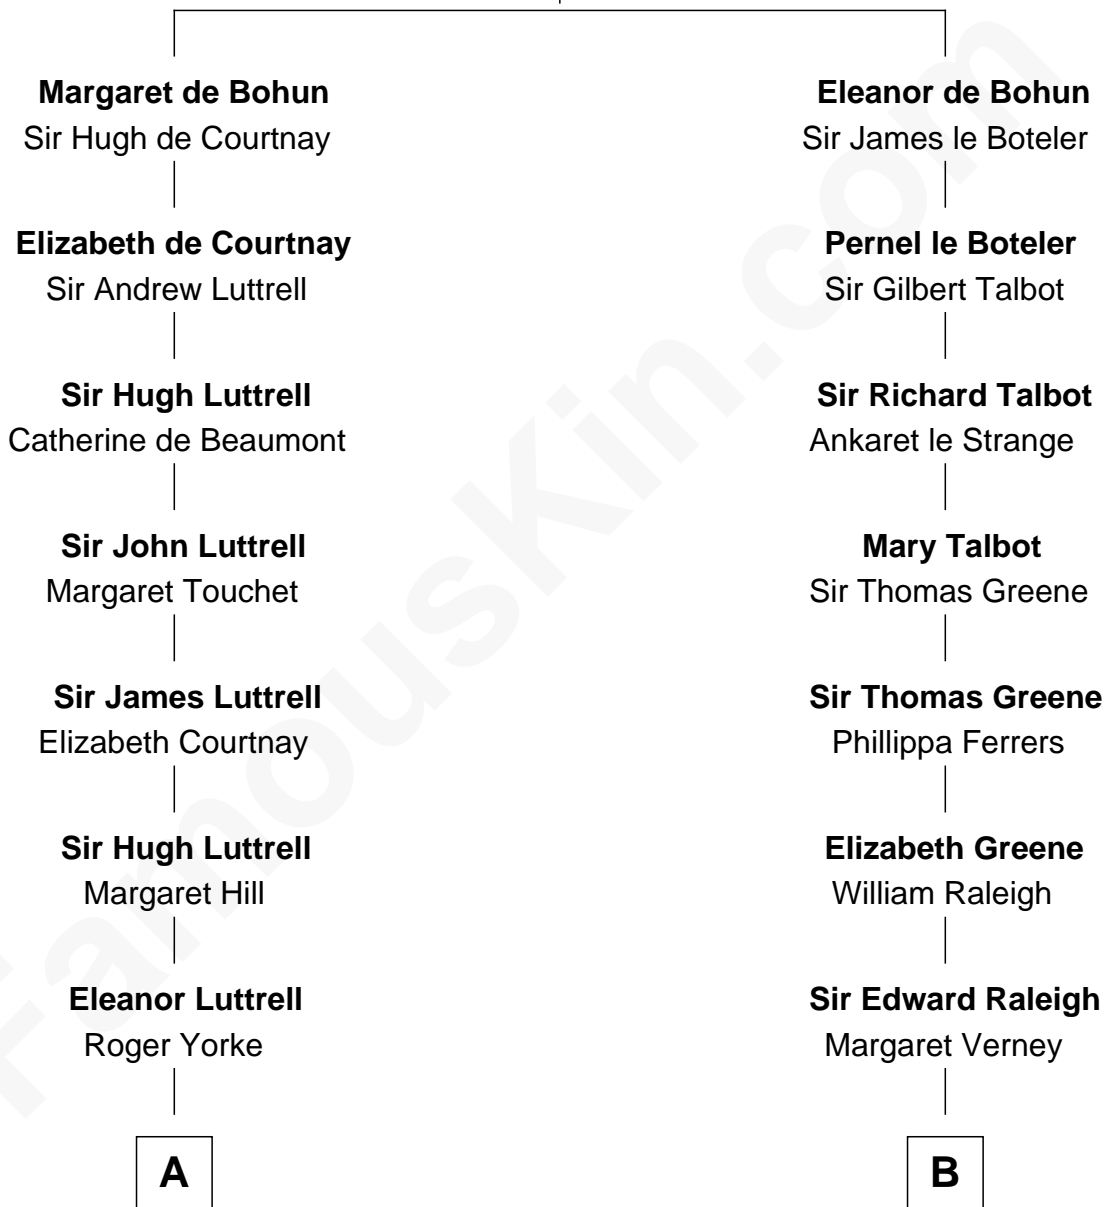 Margaret de Bohun
Sir Hugh de Courtnay
Elizabeth de Courtnay
Sir Andrew Luttrell
Sir Hugh Luttrell
Catherine de Beaumont
Sir John Luttrell
Margaret Touchet
Sir James Luttrell
Elizabeth Courtnay
Sir Hugh Luttrell
Margaret Hill
Eleanor Luttrell
Roger Yorke
A
Eleanor de Bohun
Sir James le Boteler
Pernel le Boteler
Sir Gilbert Talbot
Sir Richard Talbot
Ankaret le Strange
Mary Talbot
Sir Thomas Greene
Sir Thomas Greene
Phillippa Ferrers
Elizabeth Greene
William Raleigh
Sir Edward Raleigh
Margaret Verney
B
FamousKin.com